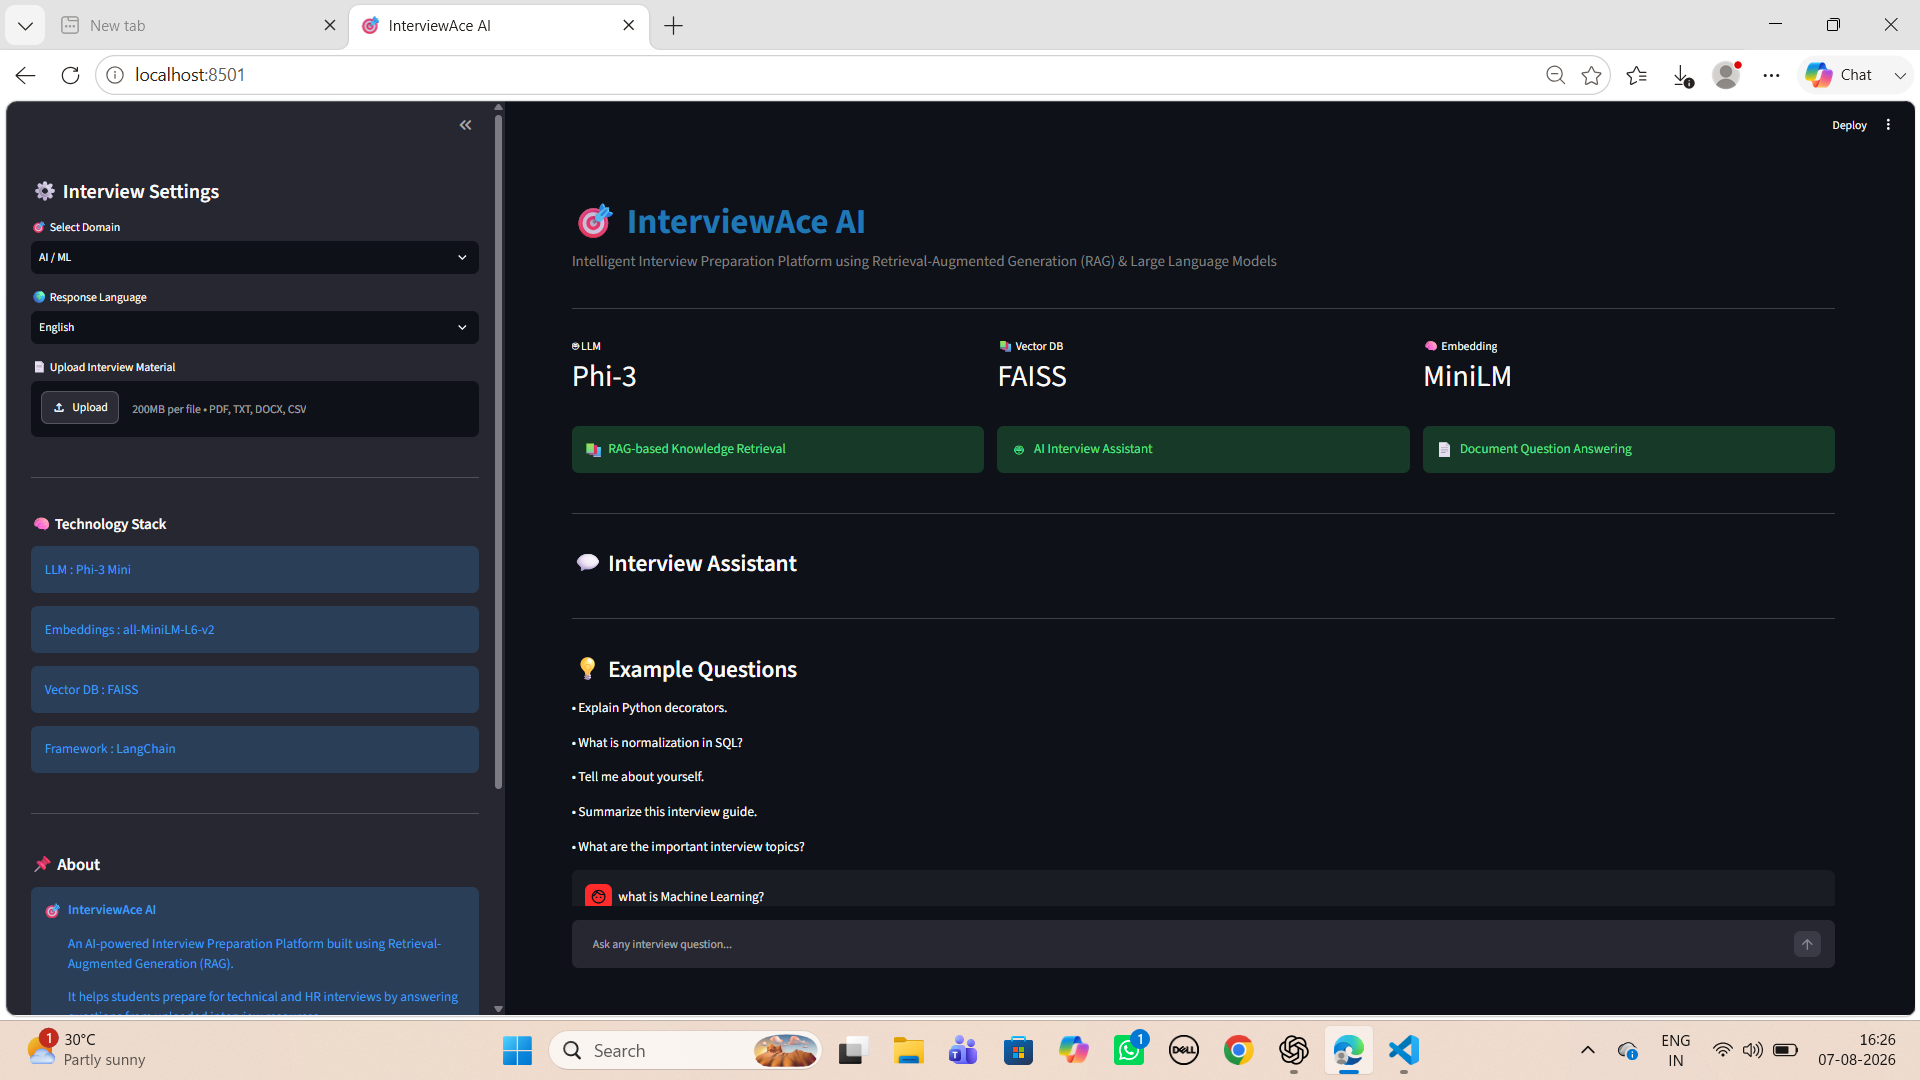 New tab
InterviewAce AI
localhost:8501
Chat
Deploy
Interview Settings
Select Domain
AI / ML
Response Language
English
Upload Interview Material
Upload
200MB per file • PDF, TXT, DOCX, CSV
Technology Stack
LLM : Phi-3 Mini
Embeddings : all-MiniLM-L6-v2
Vector DB : FAISS
Framework : LangChain
About
InterviewAce AI
An AI-powered Interview Preparation Platform built using Retrieval-
Augmented Generation (RAG).
It helps students prepare for technical and HR interviews by answering
InterviewAce AI
Intelligent Interview Preparation Platform using Retrieval-Augmented Generation (RAG) & Large Language Models
LLM
Phi-3
Vector DB
FAISS
Embedding
MiniLM
RAG-based Knowledge Retrieval
AI Interview Assistant
Document Question Answering
Interview Assistant
Example Questions
• Explain Python decorators.
• What is normalization in SQL?
• Tell me about yourself.
• Summarize this interview guide.
• What are the important interview topics?
what is Machine Learning?
Ask any interview question...
1
30°C
Partly sunny
Search
1
DELL
ENG
IN
16:26
07-08-2026